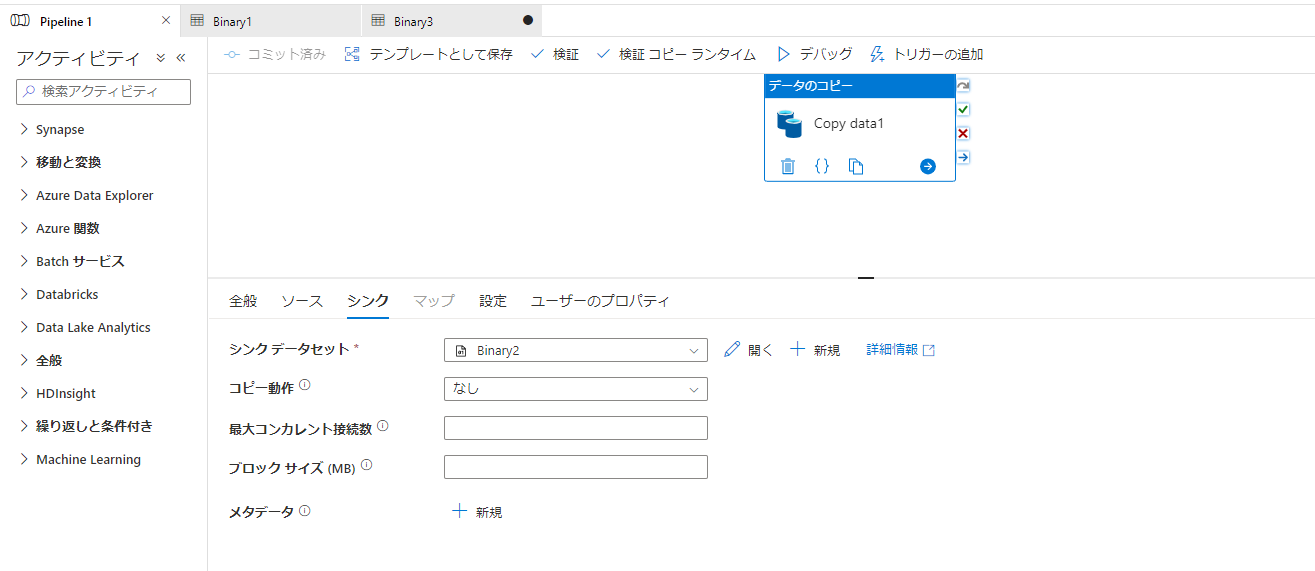 Pipeline 1
Binary1
Binary3
アクティビティ
検索アクティビティ
Synapse
移動と変換
Azure Data Explorer
Azure 関数
Batch サービス
Databricks
Data Lake Analytics
全般
HDInsight
繰り返しと条件付き
Machine Learning
コミット済み テンプレートとして保存 検証 検証 コピー ランタイム デバッグ トリガーの追加
データのコピー
Copy data1
全般 ソース シンク マップ 設定 ユーザーのプロパティ
シンク データセット * Binary2 開く 新規 詳細情報
コピー動作 なし
最大コンカレント接続数
ブロック サイズ (MB)
メタデータ 新規